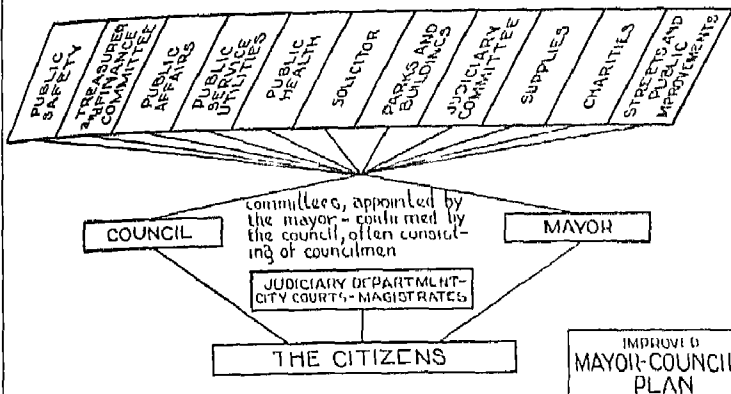 PUBLIC
SAFETY
TREASURER
and FINANCE
COMMITTEE
PUBLIC
AFFAIRS
PUBLIC
SERVICE
UTILITIES
PUBLIC
HEALTH
SOLICITOR
PARKS AND
BUILDINGS
JUDICIARY
COMMITTEE
SUPPLIES
CHARITIES
STREETS AND
PUBLIC
IMPROVEMENTS
committees, appointed by
the mayor - confirmed by
the council, often consist-
ing of councilmen
COUNCIL
MAYOR
JUDICIARY DEPARTMENT-
CITY COURTS-MAGISTRATES
THE CITIZENS
IMPROVED
MAYOR-COUNCIL
PLAN